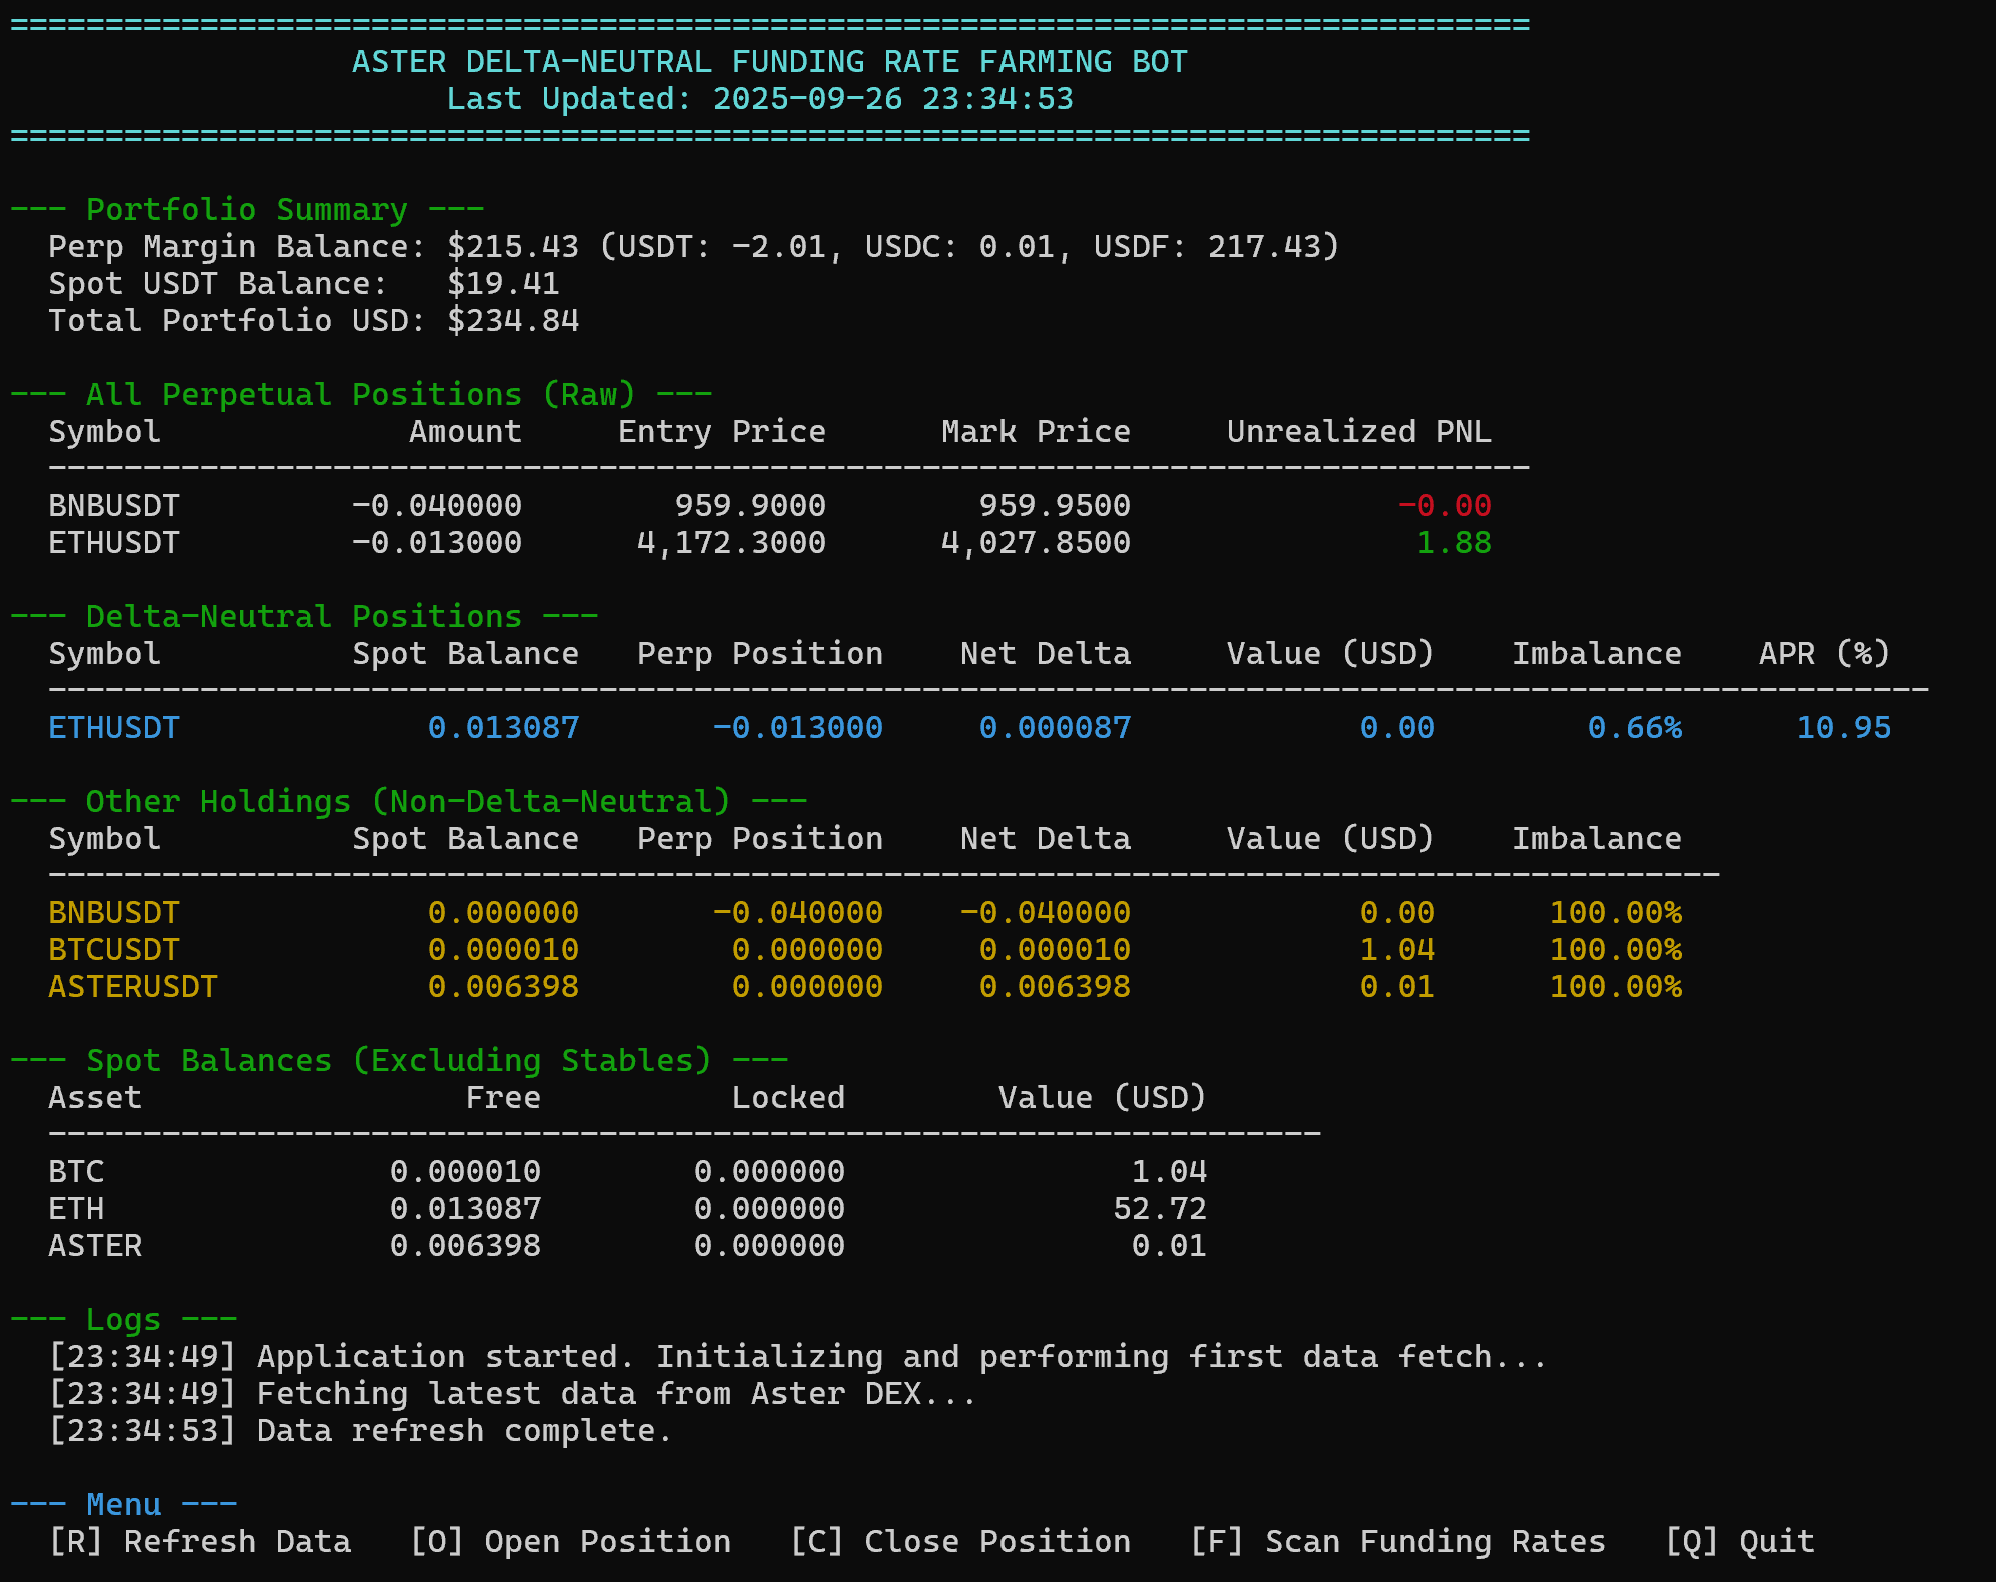 ================================================================================
ASTER DELTA-NEUTRAL FUNDING RATE FARMING BOT
Last Updated: 2025-09-26 23:34:53
================================================================================
--- Portfolio Summary ---
Perp Margin Balance: $215.43 (USDT: -2.01, USDC: 0.01, USDF: 217.43)
Spot USDT Balance: $19.41
Total Portfolio USD: $234.84
--- All Perpetual Positions (Raw) ---
Symbol Amount Entry Price Mark Price Unrealized PNL
------------------------------------------------------------------------------
BNBUSDT -0.040000 959.9000 959.9500 -0.00
ETHUSDT -0.013000 4,172.3000 4,027.8500 1.88
--- Delta-Neutral Positions ---
Symbol Spot Balance Perp Position Net Delta Value (USD) Imbalance APR (%)
---------------------------------------------------------------------------------------------------
ETHUSDT 0.013087 -0.013000 0.000087 0.00 0.66% 10.95
--- Other Holdings (Non-Delta-Neutral) ---
Symbol Spot Balance Perp Position Net Delta Value (USD) Imbalance
----------------------------------------------------------------------------------------
BNBUSDT 0.000000 -0.040000 -0.040000 0.00 100.00%
BTCUSDT 0.000010 0.000000 0.000010 1.04 100.00%
ASTERUSDT 0.006398 0.000000 0.006398 0.01 100.00%
--- Spot Balances (Excluding Stables) ---
Asset Free Locked Value (USD)
-------------------------------------------------------------------
BTC 0.000010 0.000000 1.04
ETH 0.013087 0.000000 52.72
ASTER 0.006398 0.000000 0.01
--- Logs ---
[23:34:49] Application started. Initializing and performing first data fetch...
[23:34:49] Fetching latest data from Aster DEX...
[23:34:53] Data refresh complete.
--- Menu ---
[R] Refresh Data [O] Open Position [C] Close Position [F] Scan Funding Rates [Q] Quit